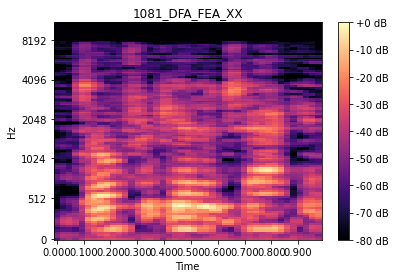 1081_DFA_FEA_XX
+0 dB
8192
-10 dB
4096
-20 dB
-30 dB
2048
Hz
-40 dB
1024
-50 dB
-60 dB
512
-70 dB
0
-80 dB
0.0000.1000.2000.3000.4000.5000.6000.7000.8000.900
Time